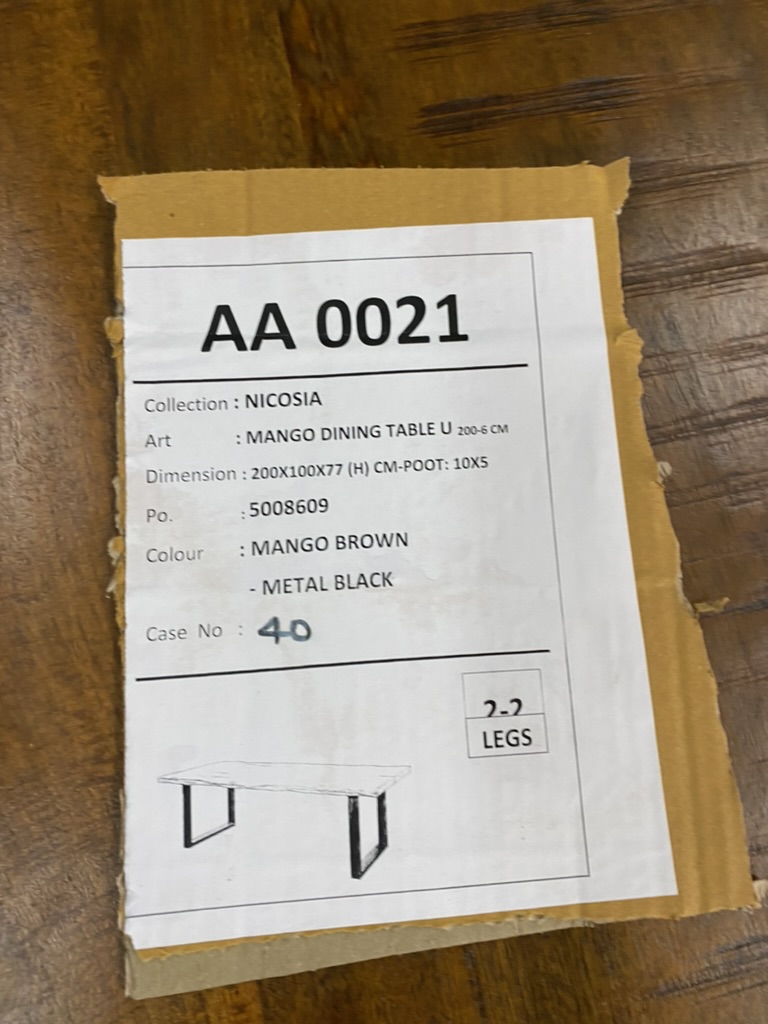 AA 0021
Collection : NICOSIA
Art : MANGO DINING TABLE U 200-6 CM
Dimension : 200X100X77 (H) CM-POOT: 10X5
Po. : 5008609
Colour : MANGO BROWN
- METAL BLACK
Case No : 40
2-2
LEGS